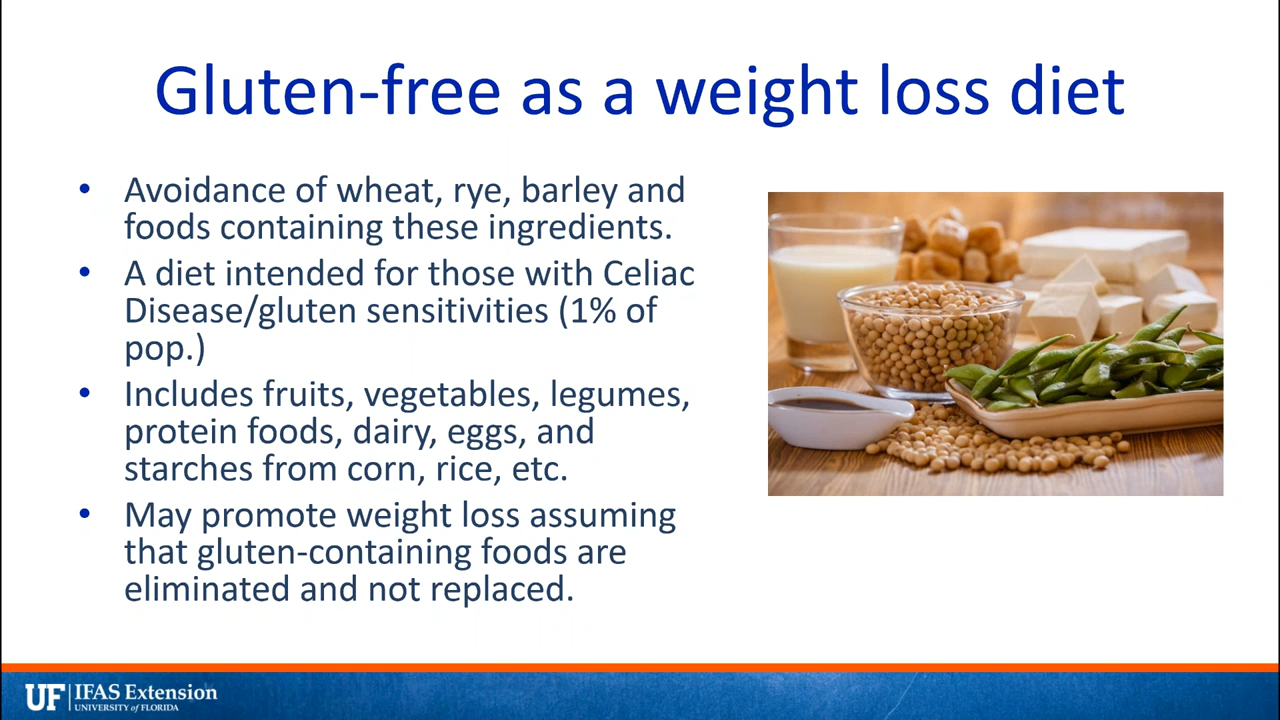 Gluten-free as a weight loss diet
• Avoidance of wheat, rye, barley and
foods containing these ingredients.
• A diet intended for those with Celiac
Disease/gluten sensitivities (1% of
pop.)
• Includes fruits, vegetables, legumes,
protein foods, dairy, eggs, and
starches from corn, rice, etc.
• May promote weight loss assuming
that gluten-containing foods are
eliminated and not replaced.
UF IFAS Extension
UNIVERSITY of FLORIDA